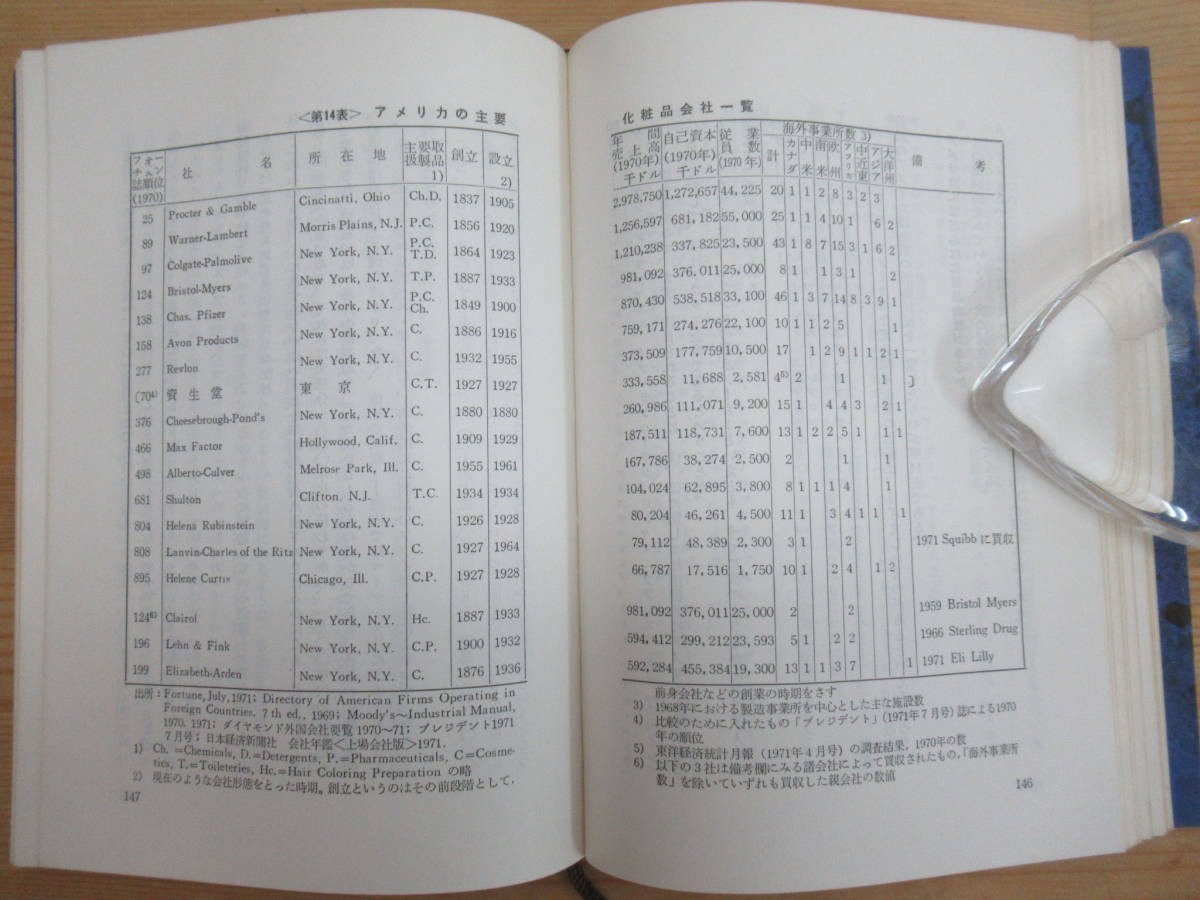 <第14表> アメリカの主要
フォーチュン誌順位(1970) 社名 所在地 主要取扱製品1) 創立 設立2)
25 Procter & Gamble Cincinatti, Ohio Ch.D. 1837 1905
89 Warner-Lambert Morris Plains, N.J. P.C. 1856 1920
97 Colgate-Palmolive New York, N.Y. P.C. T.D. 1864 1923
124 Bristol-Myers New York, N.Y. T.P. 1887 1933
138 Chas. Pfizer New York, N.Y. P.C. Ch. 1849 1900
158 Avon Products New York, N.Y. C. 1886 1916
277 Revlon New York, N.Y. C. 1932 1955
〔704) 資生堂 東京 C.T. 1927 1927
376 Cheesebrough-Pond's New York, N.Y. C. 1880 1880
466 Max Factor Hollywood, Calif. C. 1909 1929
498 Alberto-Culver Melrose Park, Ill. C. 1955 1961
681 Shulton Clifton. N.J. T.C. 1934 1934
804 Helena Rubinstein New York, N.Y. C. 1926 1928
808 Lanvin-Charles of the Ritz New York, N.Y. C. 1927 1964
895 Helene Curtin Chicago, Ill. C.P. 1927 1928
1246) Clairol New York, N.Y. Hc. 1887 1933
196 Lehn & Fink New York, N.Y. C.P. 1900 1932
199 Elizabeth-Arden New York, N.Y. C. 1876 1936
出所：Fortune, July, 1971; Directory of American Firms Operating in
Foreign Countries. 7 th ed., 1969; Moody's～Industrial Manual,
1970. 1971; ダイヤモンド外国会社要覧 1970～71; プレジデント1971
7月号；日本経済新聞社 会社年鑑<上場会社版>1971.
1) Ch. =Chemicals, D.=Detergents, P.=Pharmaceuticals, C=Cosme-
tics, T.=Toileteries, Hc.=Hair Coloring Preparation の略
2) 現在のような会社形態をとった時期。創立というのはその前段階として,
147
化粧品会社一覧
年間売上高(1970年)千ドル 自己資本(1970年)千ドル 従業員数(1970年) 海外事業所数 3) 計 カナダ 中米 南米 欧州 アフリカ 中近東 アジア 大洋州 備考
2,978,750 1,272,657 44,225 20 1 1 2 8 3 2 3
1,256,597 681,182 55,000 25 1 1 4 10 1 6 2
1,210,238 337,825 23,500 43 1 8 7 15 3 1 6 2
981,092 376.011 25,000 8 1 1 3 1 2
870,430 538,518 33,100 46 1 3 7 14 8 3 9 1
759,171 274,276 22,100 10 1 1 2 5 1
373,509 177,759 10,500 17 1 2 9 1 1 2 1
333,558 11,688 2,581 45) 2 1 1 〕
260,986 111,071 9,200 15 1 4 4 3 2 1
187,511 118,731 7,600 13 1 2 2 5 1 1 1
167,786 38,274 2,500 2 1 1
104,024 62,895 3,800 8 1 1 1 4 1
80,204 46,261 4,500 11 1 3 4 1 1 1
79,112 48,389 2,300 3 1 2 1971 Squibb に買収
66,787 17,516 1,750 10 1 2 4 1 2
981,092 376,011 25,000 2 2 1959 Bristol Myers
594,412 299,212 23,593 5 1 2 2 1966 Sterling Drug
592,284 455,384 19,300 13 1 1 3 7 1 1971 Eli Lilly
前身会社などの創業の時期をさす
3) 1968年における製造事業所を中心とした主な施設数
4) 比較のために入れたもの「プレジデント」(1971年7月号) 誌による1970
年の順位
5) 東洋経済統計月報 (1971年4月号) の調査結果, 1970年の数
6) 以下の3社は備考欄にみる諸会社によって買収されたもの,「海外事業所
数」を除いていずれも買収した親会社の数値
146